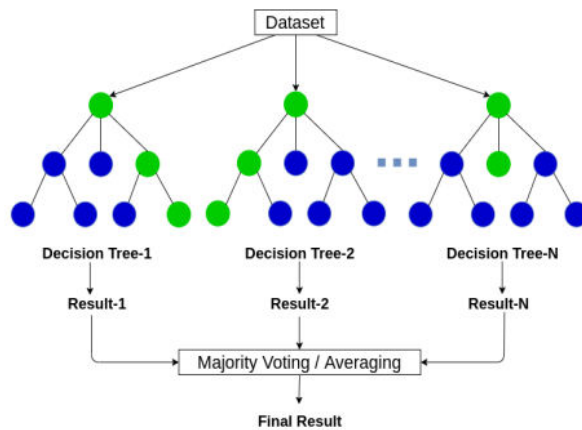 Dataset
Decision Tree-1
Decision Tree-2
Decision Tree-N
Result-1
Result-2
Result-N
Majority Voting / Averaging
Final Result